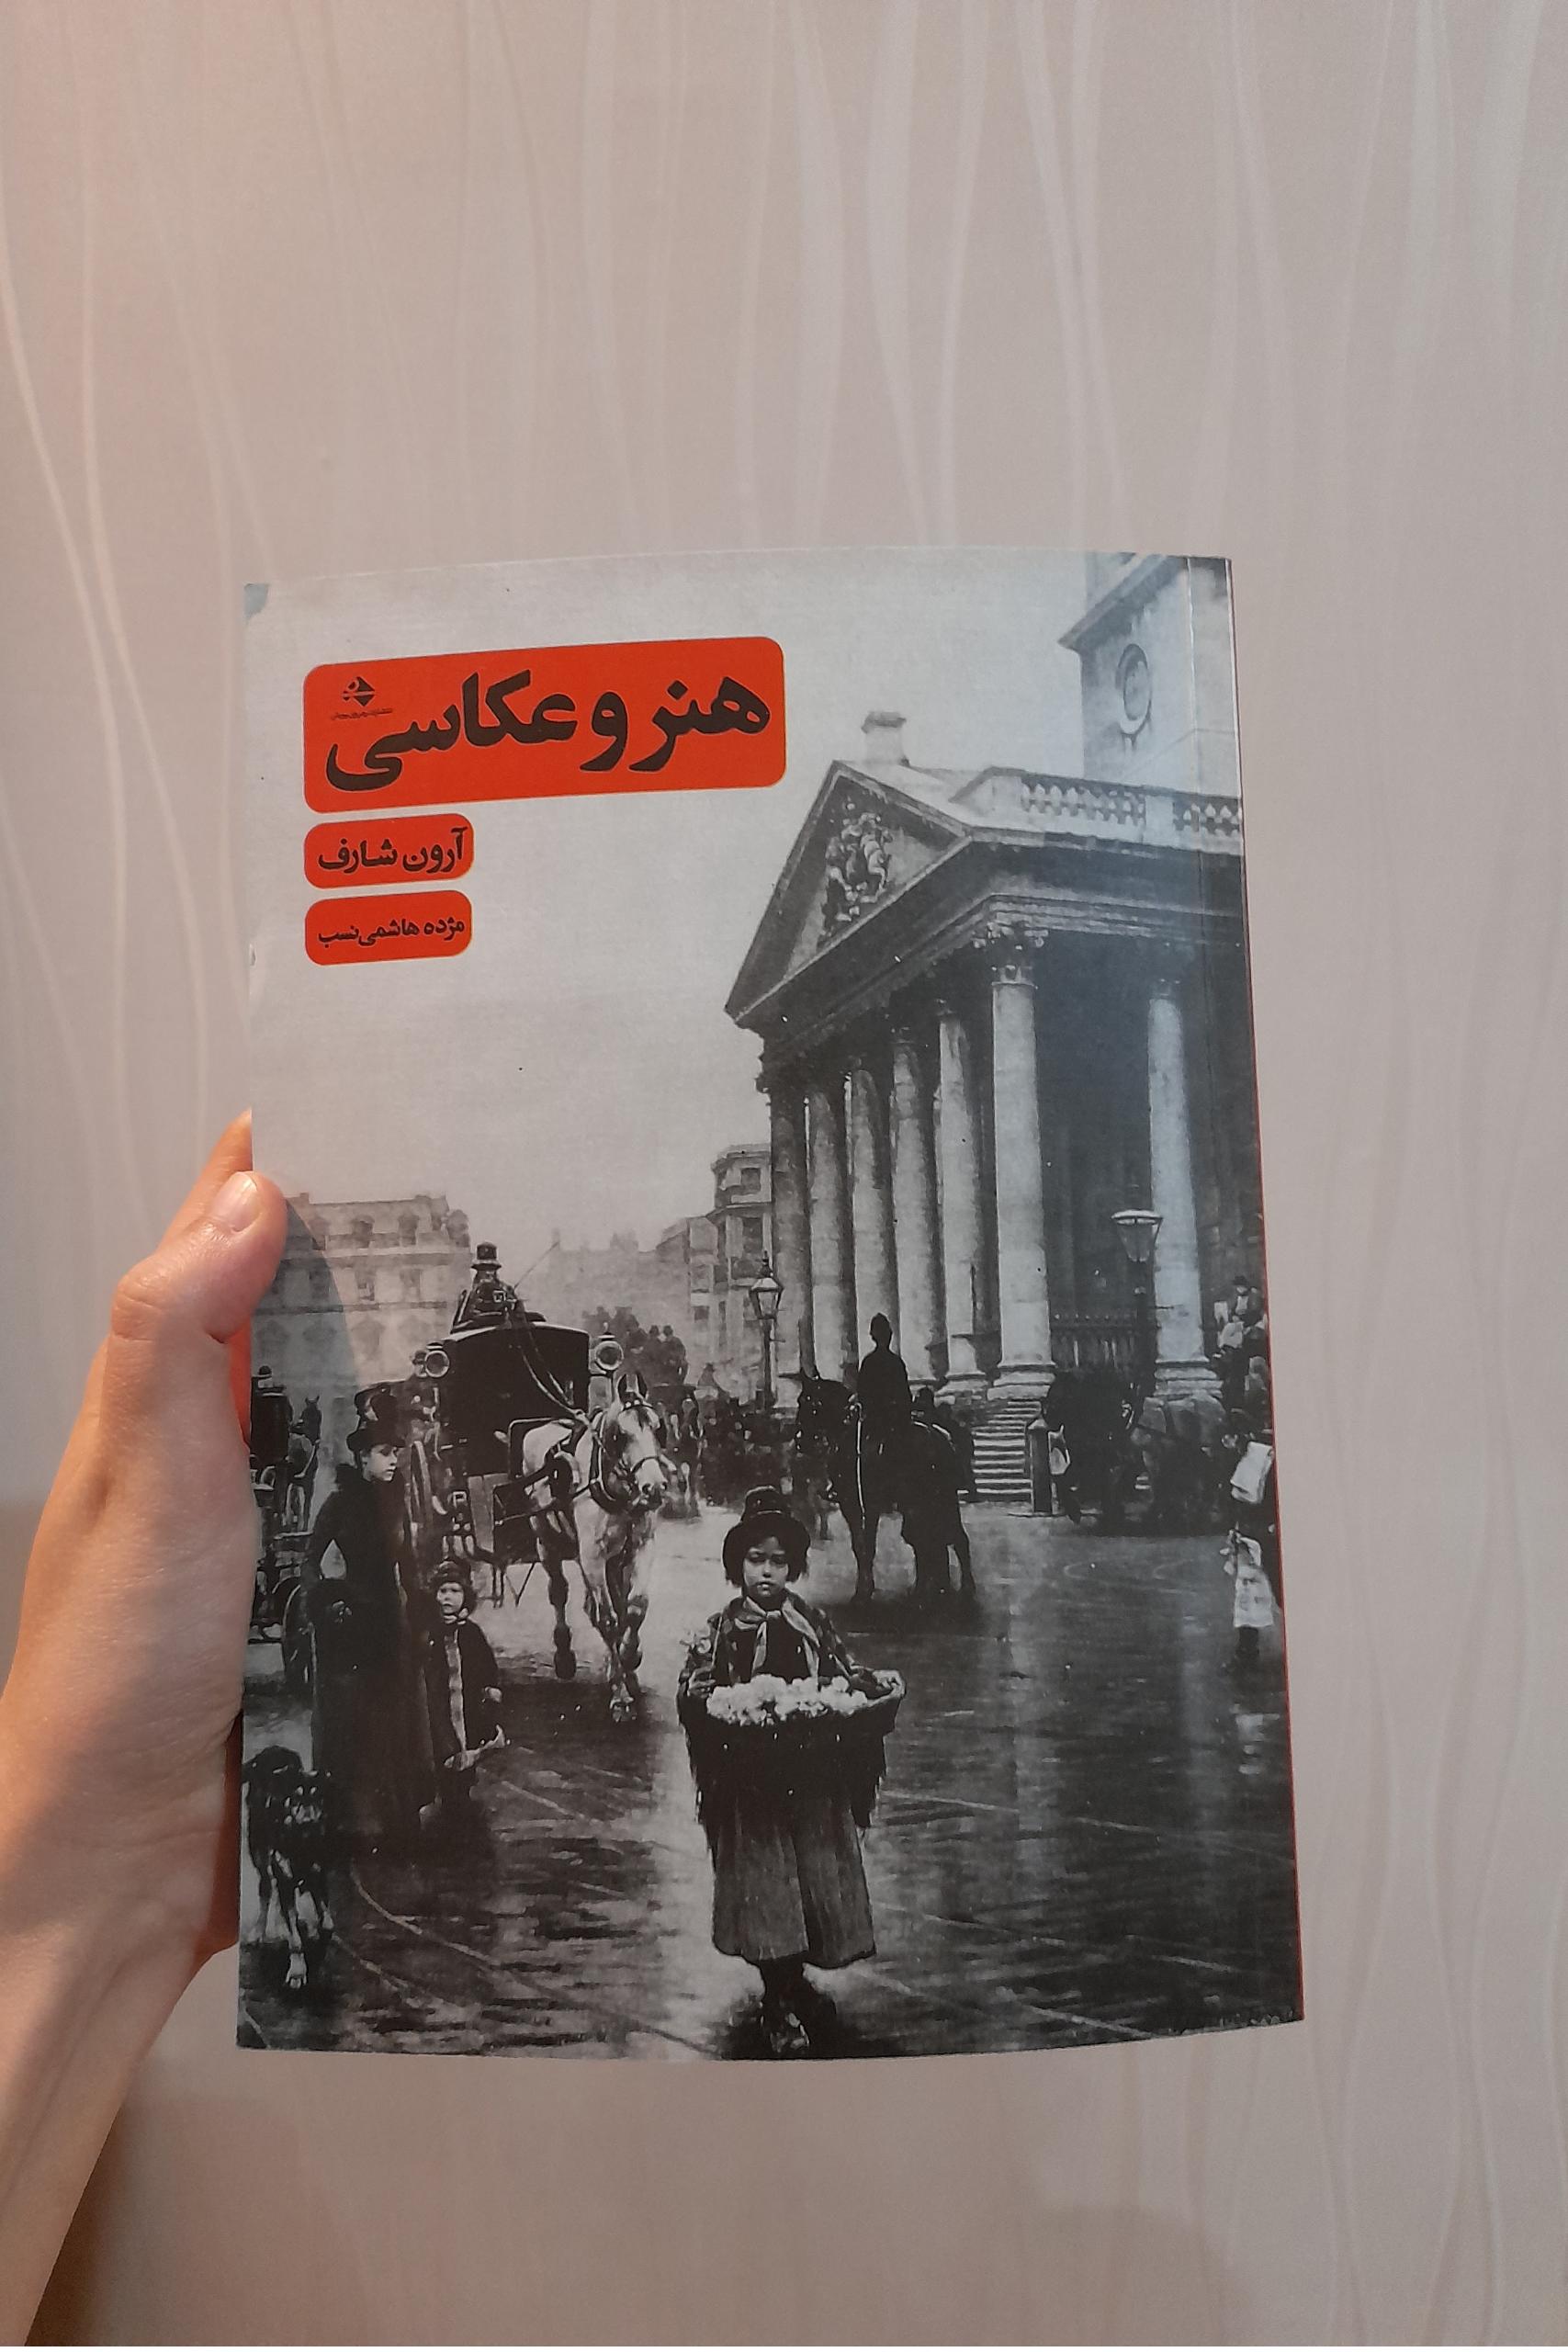 هنر و عکاسی
آرون شارف
مژده هاشمی‌نسب